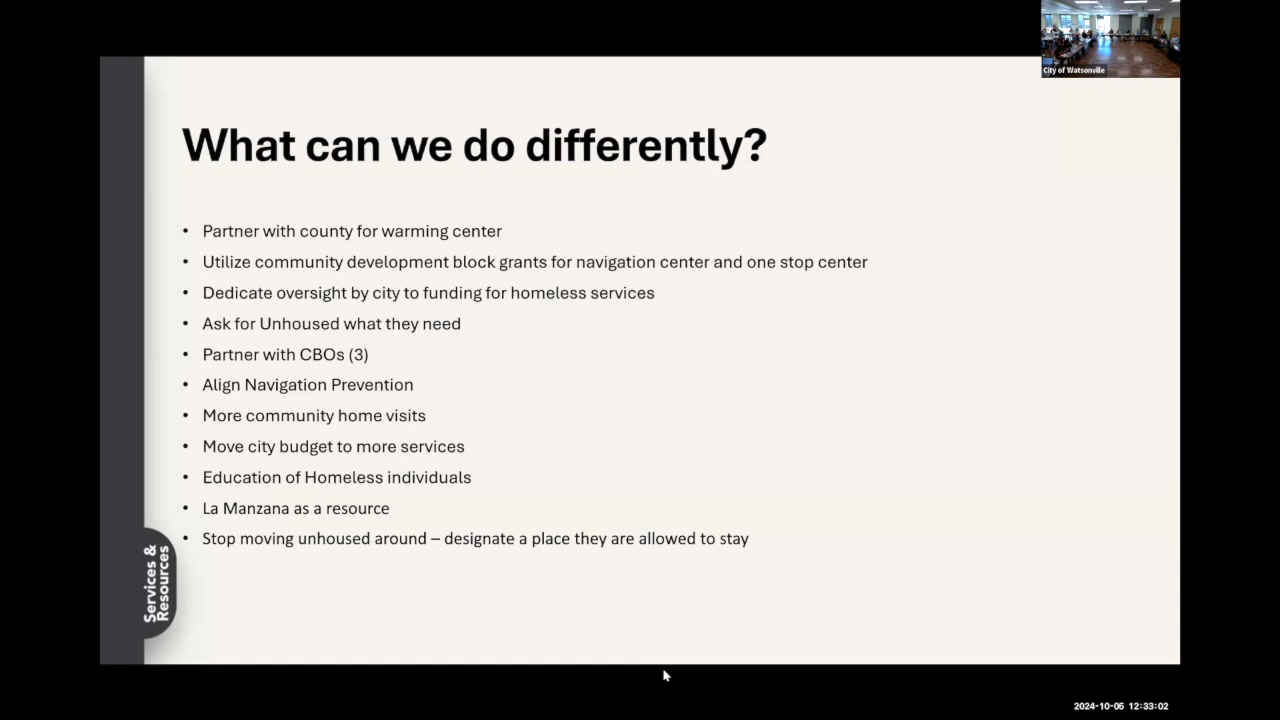 City of Watsonville
What can we do differently?
• Partner with county for warming center
• Utilize community development block grants for navigation center and one stop center
• Dedicate oversight by city to funding for homeless services
• Ask for Unhoused what they need
• Partner with CBOs (3)
• Align Navigation Prevention
• More community home visits
• Move city budget to more services
• Education of Homeless individuals
• La Manzana as a resource
• Stop moving unhoused around – designate a place they are allowed to stay
Services &
Resources
2024-10-05 12:33:02